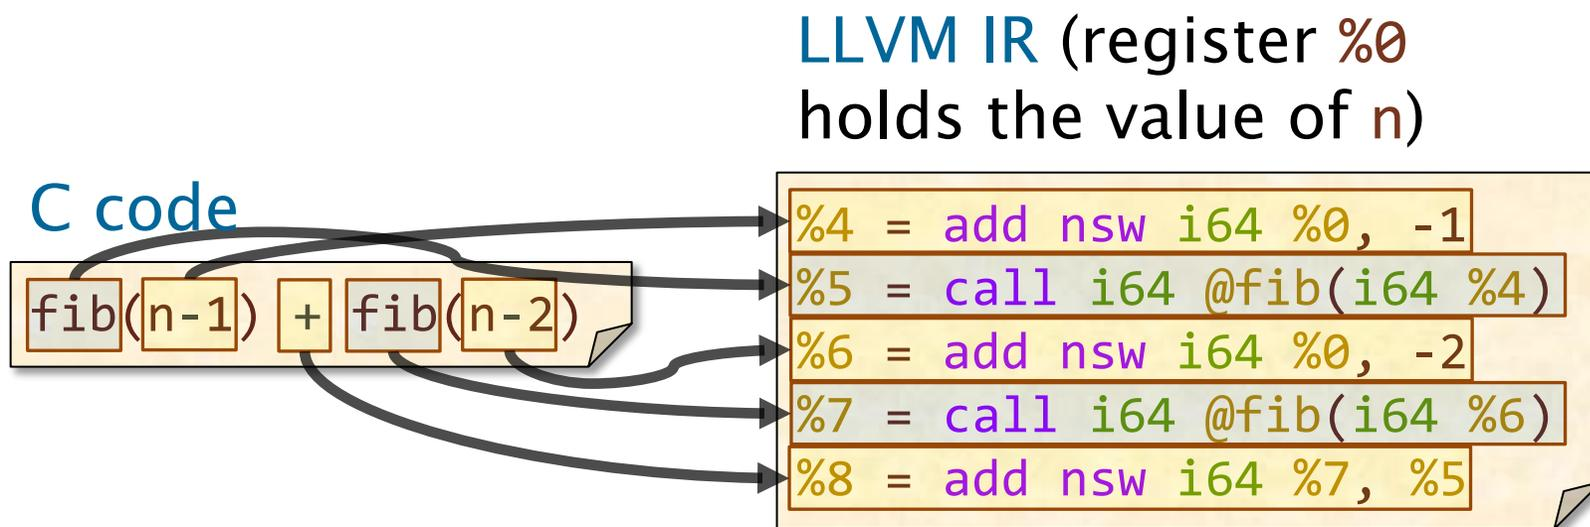 LLVM IR (register %0
holds the value of n)
C code
fib(n-1) + fib(n-2)
%4 = add nsw i64 %0, -1
%5 = call i64 @fib(i64 %4)
%6 = add nsw i64 %0, -2
%7 = call i64 @fib(i64 %6)
%8 = add nsw i64 %7, %5